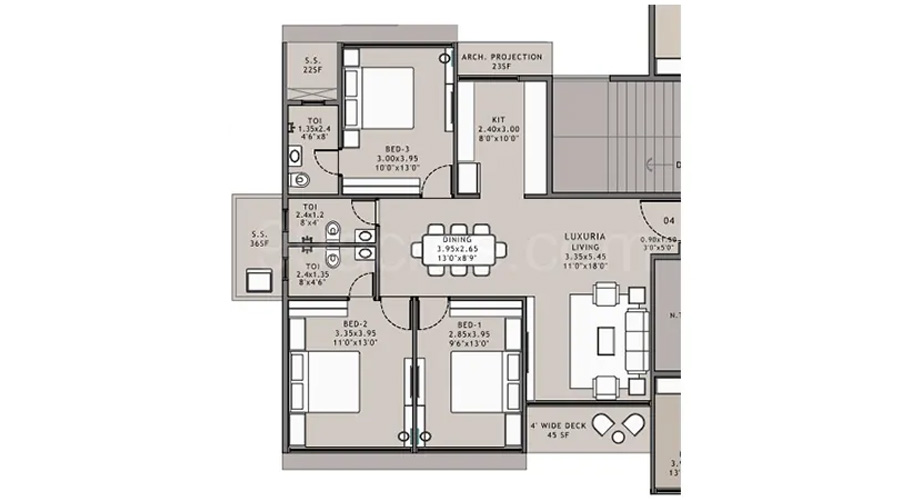 S.S.
22SF
ARCH. PROJECTION
23SF
TOI
1.35x2.4
4'6"x8'
BED-3
3.00x3.95
10'0"x13'0"
KIT
2.40x3.00
8'0"x10'0"
S.S.
36SF
TOI
2.4x1.2
8'x4'
TOI
2.4x1.35
8'x4'6"
DINING
3.95x2.65
13'0"x8'9"
LUXURIA
LIVING
3.35x5.45
11'0"x18'0"
04
0.90x1.50
3'0"x5'0"
BED-2
3.35x3.95
11'0"x13'0"
BED-1
2.85x3.95
9'6"x13'0"
4' WIDE DECK
45 SF